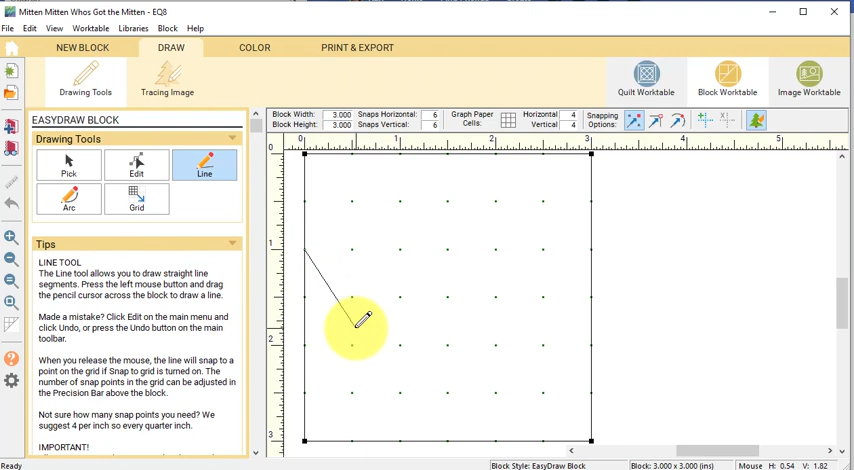 Mitten Mitten Whos Got the Mitten - EQ8
File Edit View Worktable Libraries Block Help
NEW BLOCK DRAW COLOR PRINT & EXPORT
Drawing Tools Tracing Image Quilt Worktable Block Worktable Image Worktable
EASYDRAW BLOCK
Block Width: 3.000 Snaps Horizontal: 6 Graph Paper Horizontal 4 Snapping
Block Height: 3.000 Snaps Vertical: 6 Cells: Vertical 4 Options:
Drawing Tools
0 1 2 3 4 5
Pick Edit Line
Arc Grid
0
1
2
3
Tips
LINE TOOL
The Line tool allows you to draw straight line
segments. Press the left mouse button and
drag the pencil cursor across the block to draw a line.
Made a mistake? Click Edit on the main menu and
click Undo, or press the Undo button on the main
toolbar.
When you release the mouse, the line will snap to a
point on the grid if Snap to grid is turned on. The
number of snap points in the grid can be adjusted in
the Precision Bar above the block.
Not sure how many snap points you need? We
suggest 4 per inch so every quarter inch.
IMPORTANT!
Ready Block Style: EasyDraw Block Block: 3.000 x 3.000 (ins) Mouse H: 0.54 V: 1.82